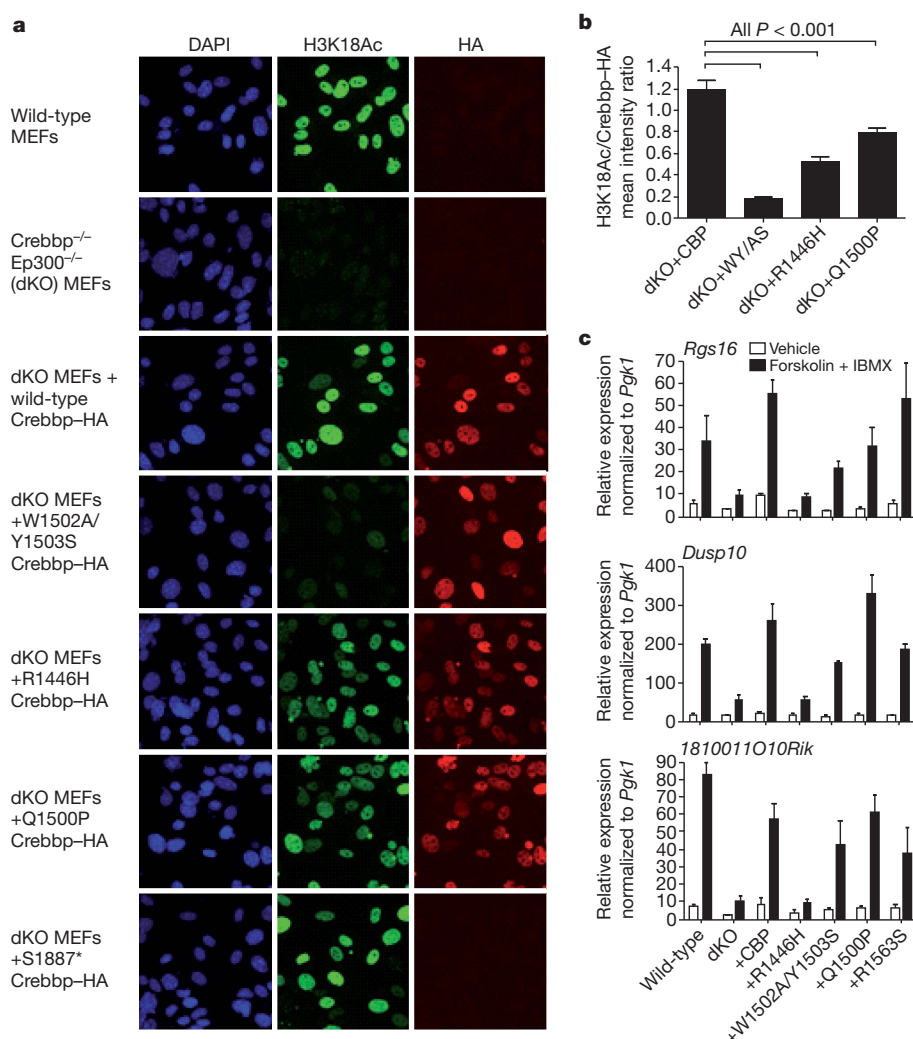 a
DAPI
H3K18Ac
HA
Wild-type
MEFs
Crebbp–/–
Ep300–/–
(dKO) MEFs
dKO MEFs +
wild-type
Crebbp–HA
dKO MEFs
+W1502A/
Y1503S
Crebbp–HA
dKO MEFs
+R1446H
Crebbp–HA
dKO MEFs
+Q1500P
Crebbp–HA
dKO MEFs
+S1887*
Crebbp–HA
b
All P < 0.001
H3K18Ac/Crebbp–HA
mean intensity ratio
1.4
1.2
1.0
0.8
0.6
0.4
0.2
0.0
dKO+CBP
dKO+WY/AS
dKO+R1446H
dKO+Q1500P
c
Rgs16
Vehicle
Forskolin + IBMX
Relative expression
normalized to Pgk1
70
60
50
40
30
20
10
0
Dusp10
Relative expression
normalized to Pgk1
400
300
200
100
0
1810011O10Rik
Relative expression
normalized to Pgk1
90
80
70
60
50
40
30
20
10
0
Wild-type
dKO
+CBP
+R1446H
+W1502A/Y1503S
+Q1500P
+R1563S